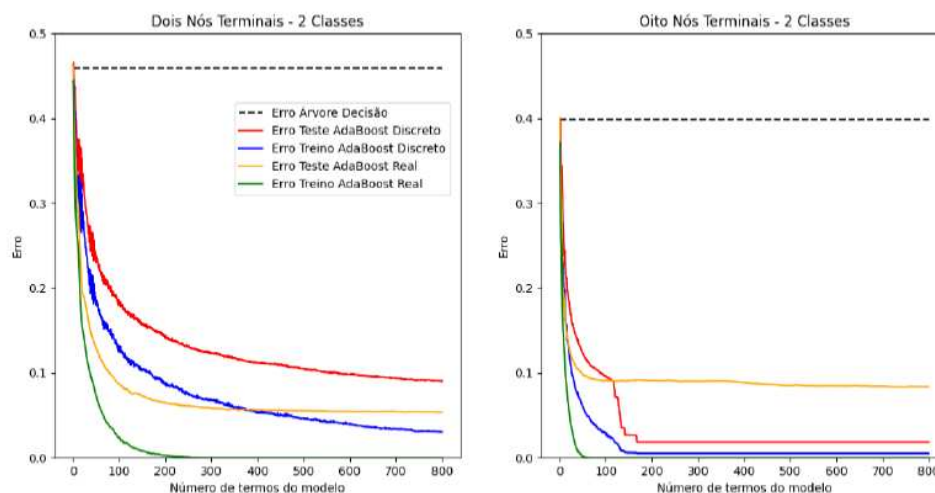 Dois Nós Terminais - 2 Classes
0.5
0.4
0.3
0.2
0.1
0.0
Erro
Erro Árvore Decisão
Erro Teste AdaBoost Discreto
Erro Treino AdaBoost Discreto
Erro Teste AdaBoost Real
Erro Treino AdaBoost Real
0 100 200 300 400 500 600 700 800
Número de termos do modelo
Oito Nós Terminais - 2 Classes
0.5
0.4
0.3
0.2
0.1
0.0
Erro
0 100 200 300 400 500 600 700 800
Número de termos do modelo